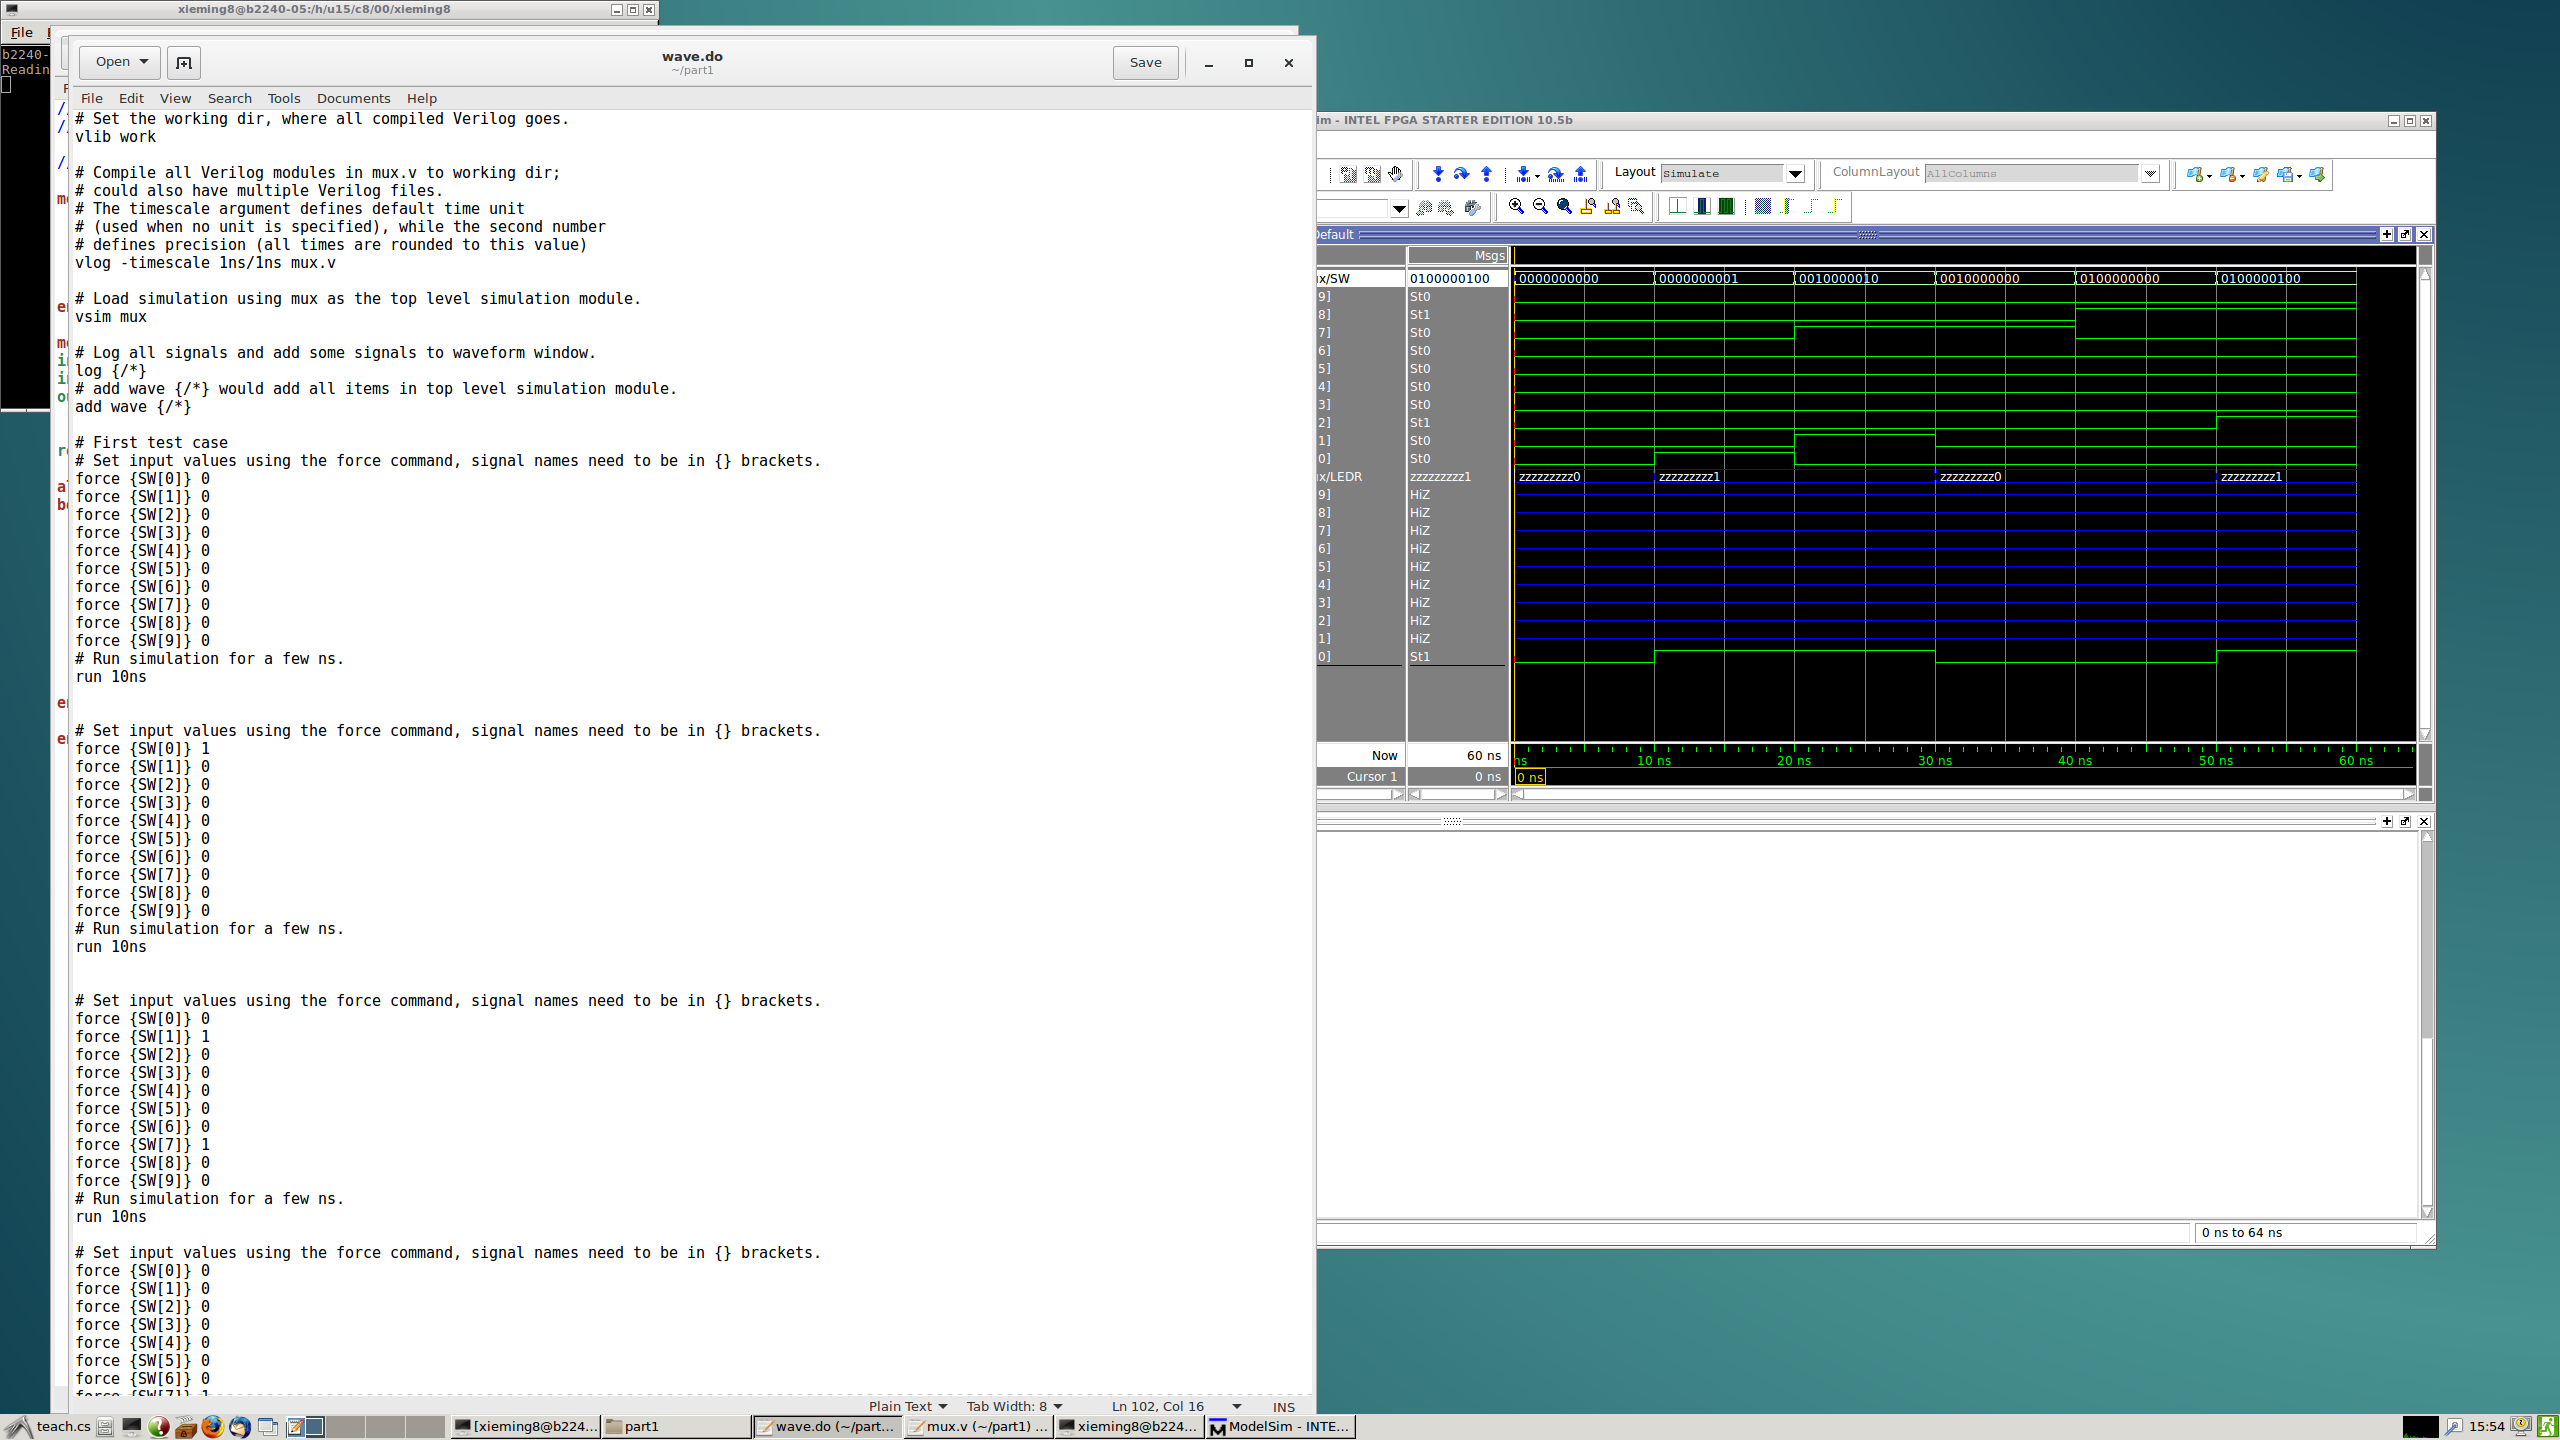 xieming8@b2240-05:/h/u15/c8/00/xieming8
File
b2240-
Readin
Open
wave.do
~/part1
Save
File Edit View Search Tools Documents Help
# Set the working dir, where all compiled Verilog goes.
vlib work
# Compile all Verilog modules in mux.v to working dir;
# could also have multiple Verilog files.
# The timescale argument defines default time unit
# (used when no unit is specified), while the second number
# defines precision (all times are rounded to this value)
vlog -timescale 1ns/1ns mux.v
# Load simulation using mux as the top level simulation module.
vsim mux
# Log all signals and add some signals to waveform window.
log {/*}
# add wave {/*} would add all items in top level simulation module.
add wave {/*}
# First test case
# Set input values using the force command, signal names need to be in {} brackets.
force {SW[0]} 0
force {SW[1]} 0
force {SW[2]} 0
force {SW[3]} 0
force {SW[4]} 0
force {SW[5]} 0
force {SW[6]} 0
force {SW[7]} 0
force {SW[8]} 0
force {SW[9]} 0
# Run simulation for a few ns.
run 10ns
# Set input values using the force command, signal names need to be in {} brackets.
force {SW[0]} 1
force {SW[1]} 0
force {SW[2]} 0
force {SW[3]} 0
force {SW[4]} 0
force {SW[5]} 0
force {SW[6]} 0
force {SW[7]} 0
force {SW[8]} 0
force {SW[9]} 0
# Run simulation for a few ns.
run 10ns
# Set input values using the force command, signal names need to be in {} brackets.
force {SW[0]} 0
force {SW[1]} 1
force {SW[2]} 0
force {SW[3]} 0
force {SW[4]} 0
force {SW[5]} 0
force {SW[6]} 0
force {SW[7]} 1
force {SW[8]} 0
force {SW[9]} 0
# Run simulation for a few ns.
run 10ns
# Set input values using the force command, signal names need to be in {} brackets.
force {SW[0]} 0
force {SW[1]} 0
force {SW[2]} 0
force {SW[3]} 0
force {SW[4]} 0
force {SW[5]} 0
force {SW[6]} 0
force {SW[7]} 1
Plain Text Tab Width: 8 Ln 102, Col 16 INS
im - INTEL FPGA STARTER EDITION 10.5b
Layout Simulate ColumnLayout AllColumns
Default
Msgs
ux/SW 0100000100 0000000000 0000000001 0010000010 0010000000 0100000000 0100000100
9] St0
8] St1
7] St0
6] St0
5] St0
4] St0
3] St0
2] St1
1] St0
0] St0
ux/LEDR zzzzzzzzz1 zzzzzzzzz0 zzzzzzzzz1 zzzzzzzzz0 zzzzzzzzz1
9] HiZ
8] HiZ
7] HiZ
6] HiZ
5] HiZ
4] HiZ
3] HiZ
2] HiZ
1] HiZ
0] St1
Now 60 ns ns 10 ns 20 ns 30 ns 40 ns 50 ns 60 ns
Cursor 1 0 ns 0 ns
0 ns to 64 ns
teach.cs [xieming8@b224... part1 wave.do (~/part... mux.v (~/part1) ... xieming8@b224... ModelSim - INTE... 15:54